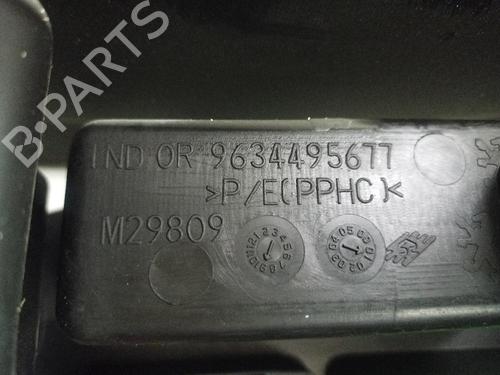 B-PARTS
IND OR 9634495677
>P/E(PPHC)<
M29809